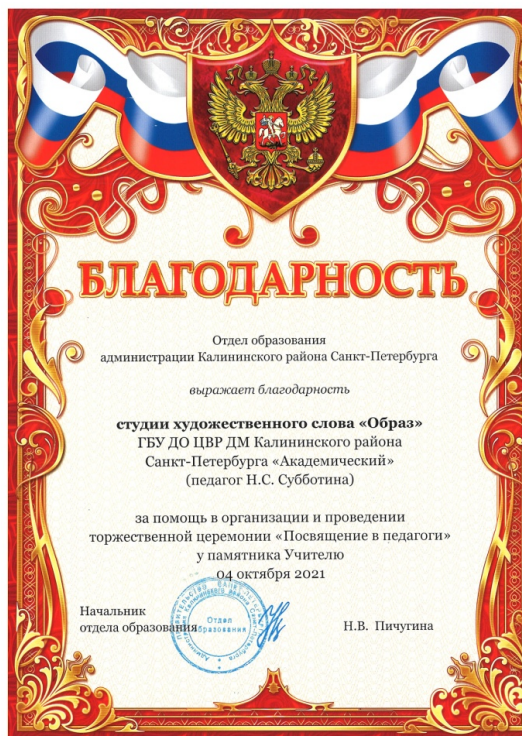 БЛАГОДАРНОСТЬ
Отдел образования
администрации Калининского района Санкт-Петербурга
выражает благодарность
студии художественного слова «Образ»
ГБУ ДО ЦВР ДМ Калининского района
Санкт-Петербурга «Академический»
(педагог Н.С. Субботина)
за помощь в организации и проведении
торжественной церемонии «Посвящение в педагоги»
у памятника Учителю
04 октября 2021
Начальник
отдела образования
Н.В. Пичугина
Отдел
образования